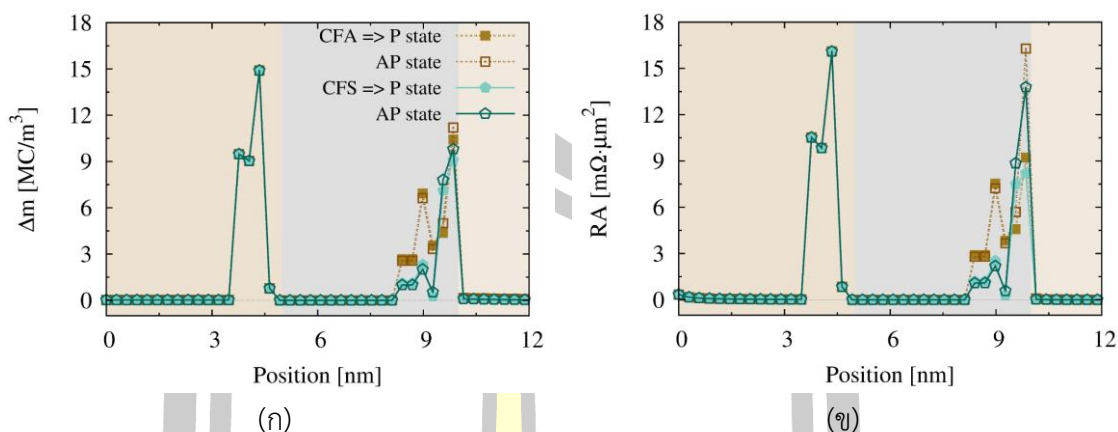 18
15
12
9
6
3
0
Δm [MC/m³]
CFA => P state
AP state
CFS => P state
AP state
0 3 6 9 12
Position [nm]
(ก)
18
15
12
9
6
3
0
RA [mΩ·μm²]
0 3 6 9 12
Position [nm]
(ข)